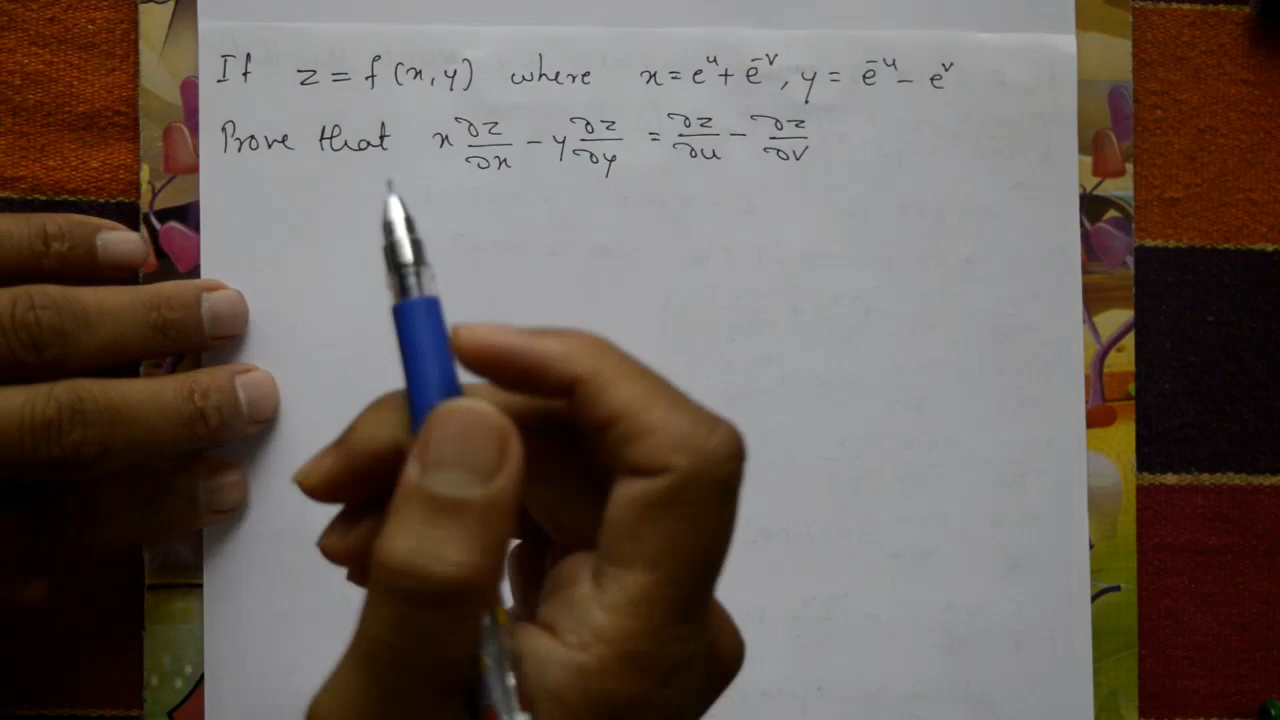 If z = f(x,y) where x = e^u + e^-v, y = e^-u - e^v
Prove that x ∂z/∂x - y ∂z/∂y = ∂z/∂u - ∂z/∂v